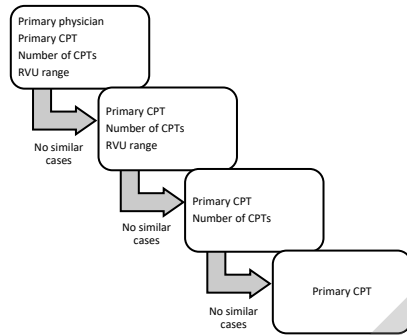 Primary physician
Primary CPT
Number of CPTs
RVU range
No similar
cases
Primary CPT
Number of CPTs
RVU range
No similar
cases
Primary CPT
Number of CPTs
No similar
cases
Primary CPT